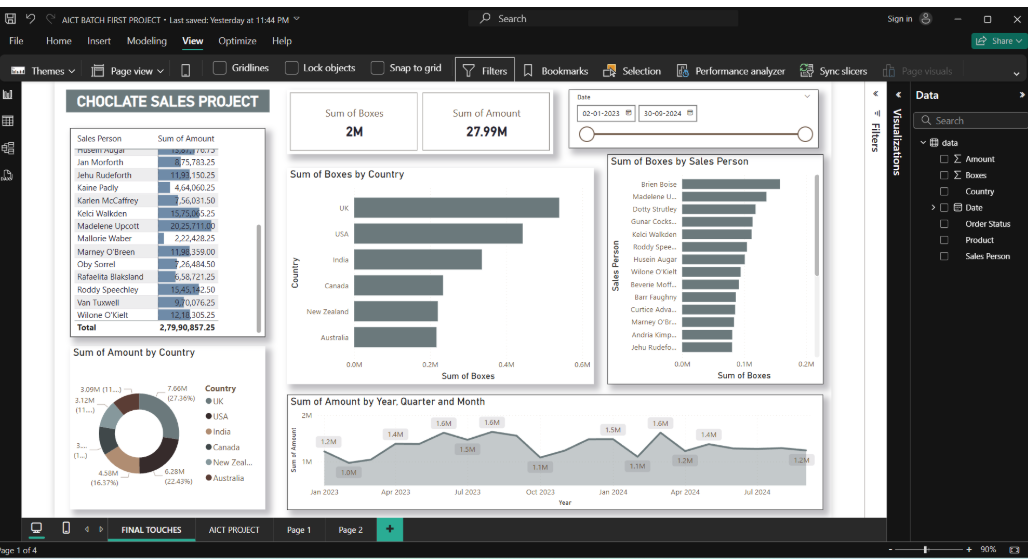 AICT BATCH FIRST PROJECT • Last saved: Yesterday at 11:44 PM
Search
Sign in
File Home Insert Modeling View Optimize Help
Share
Themes Page view Gridlines Lock objects Snap to grid Filters Bookmarks Selection Performance analyzer Sync slicers Page visuals
CHOCLATE SALES PROJECT
Sales Person Sum of Amount
Husein Augar
Jan Morforth 8,75,783.25
Jehu Rudeforth 11,93,150.25
Kaine Padly 4,64,060.25
Karlen McCaffrey 7,56,031.50
Kelci Walkden 15,75,065.25
Madelene Upcott 20,25,711.00
Mallorie Waber 2,22,428.25
Marney O'Breen 11,98,359.00
Oby Sorrel 7,26,484.50
Rafaelita Blaksland 6,58,721.25
Roddy Speechley 15,45,142.50
Van Tuxwell 9,70,076.25
Wilone O'Kielt 12,18,305.25
Total 2,79,90,857.25
Sum of Boxes
2M
Sum of Amount
27.99M
Date
02-01-2023 30-09-2024
Sum of Boxes by Country
Country
UK
USA
India
Canada
New Zealand
Australia
0.0M 0.2M 0.4M 0.6M
Sum of Boxes
Sum of Boxes by Sales Person
Sales Person
Brien Boise
Madelene U...
Dotty Strutley
Gunar Cocks...
Kelci Walkden
Roddy Spee...
Husein Augar
Wilone O'Kielt
Beverie Moff...
Barr Faughny
Curtice Adva...
Marney O'Br...
Andria Kimp...
Jehu Rudefo...
0.0M 0.1M 0.2M
Sum of Boxes
Sum of Amount by Country
3.09M (11....)
3.12M
(11....)
3....
(1...)
4.58M
(16.37%)
6.28M
(22.43%)
7.66M
(27.36%)
Country
UK
USA
India
Canada
New Zeal...
Australia
Sum of Amount by Year, Quarter and Month
Sum of Amount
2M
1M
1.2M 1.0M 1.4M 1.6M 1.5M 1.6M 1.1M 1.5M 1.1M 1.6M 1.2M 1.4M 1.2M
Jan 2023 Apr 2023 Jul 2023 Oct 2023 Jan 2024 Apr 2024 Jul 2024
Year
Filters
Visualizations
Data
Search
data
Amount
Boxes
Country
Date
Order Status
Product
Sales Person
FINAL TOUCHES AICT PROJECT Page 1 Page 2 +
Page 1 of 4
- + 90%